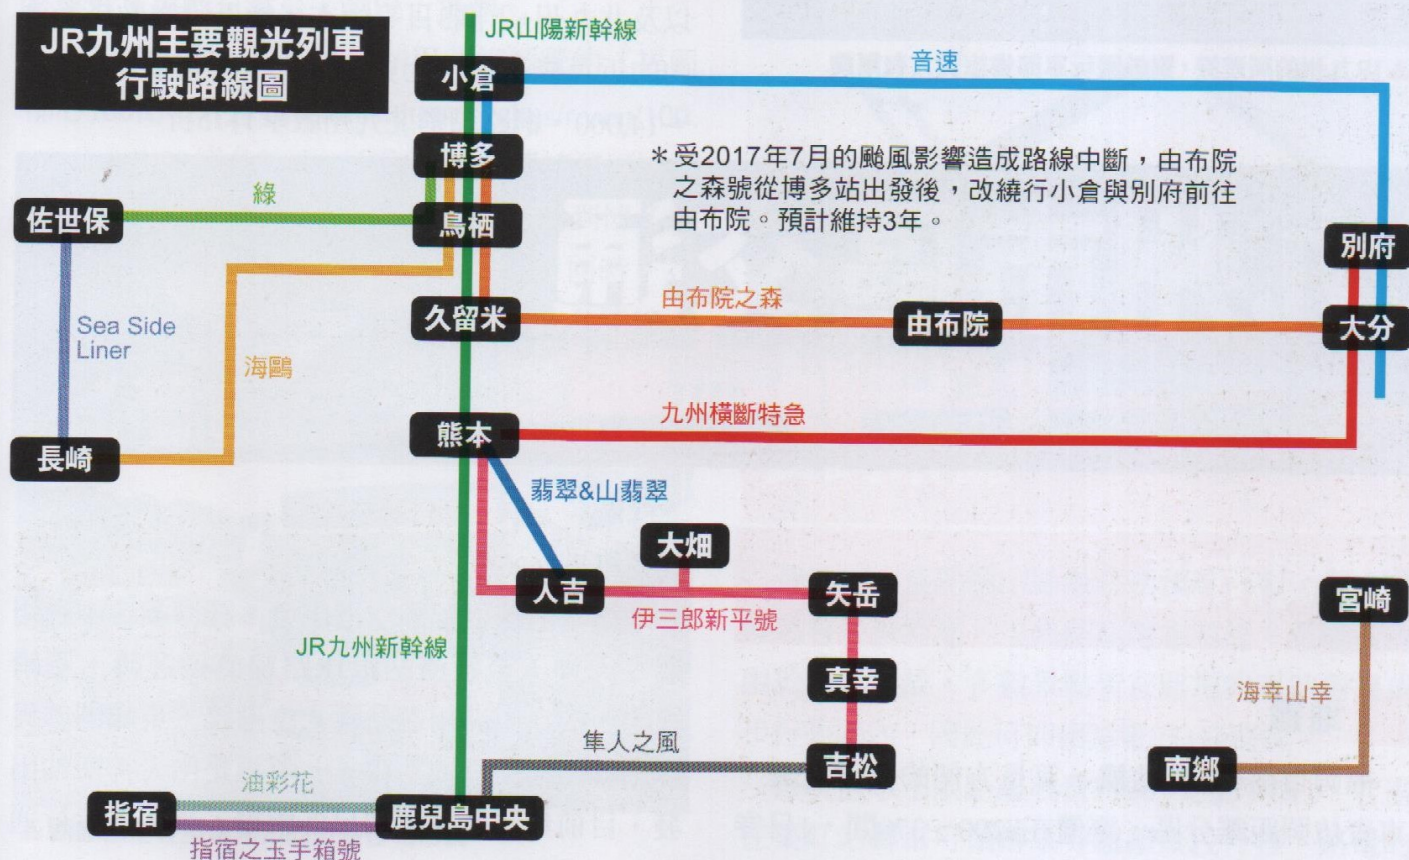 JR九州主要觀光列車
行駛路線圖
JR山陽新幹線
小倉
音速
博多
＊受2017年7月的颱風影響造成路線中斷，由布院
之森號從博多站出發後，改繞行小倉與別府前往
由布院。預計維持3年。
綠
佐世保
鳥栖
別府
Sea Side
Liner
海鷗
久留米
由布院之森
由布院
大分
長崎
熊本
九州橫斷特急
翡翠&山翡翠
大畑
人吉
矢岳
宮崎
伊三郎新平號
JR九州新幹線
真幸
海幸山幸
隼人之風
吉松
南鄉
油彩花
指宿
鹿兒島中央
指宿之玉手箱號